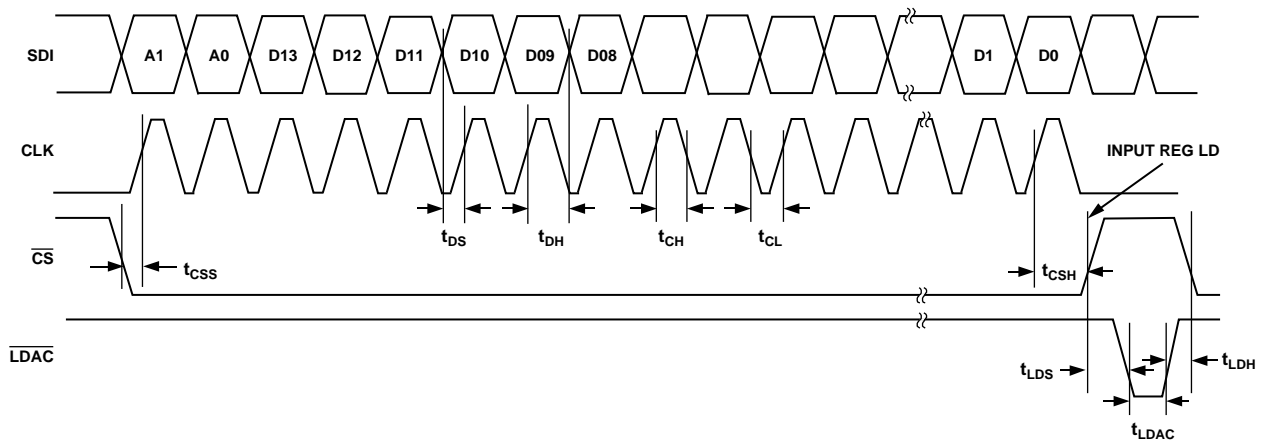 SDI A1 A0 D13 D12 D11 D10 D09 D08 D1 D0
CLK
INPUT REG LD
tDS tDH tCH tCL
CS tCSS tCSH
LDAC
tLDS tLDH
tLDAC